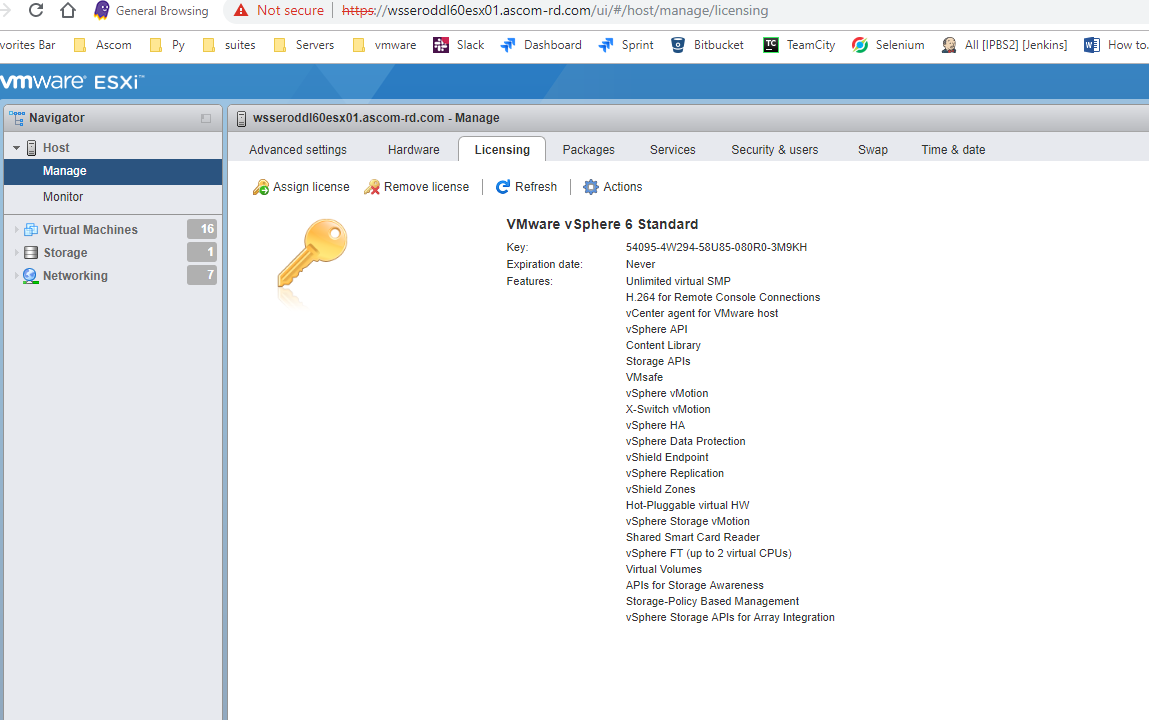 General Browsing Not secure https://wsseroddl60esx01.ascom-rd.com/ui/#/host/manage/licensing
vorites Bar Ascom Py suites Servers vmware Slack Dashboard Sprint Bitbucket TeamCity Selenium All [IPBS2] [Jenkins] How to.
vmware ESXi™
Navigator
wsseroddl60esx01.ascom-rd.com - Manage
Host
Manage
Monitor
Virtual Machines 16
Storage 1
Networking 7
Advanced settings Hardware Licensing Packages Services Security & users Swap Time & date
Assign license Remove license Refresh Actions
VMware vSphere 6 Standard
Key: 54095-4W294-58U85-080R0-3M9KH
Expiration date: Never
Features: Unlimited virtual SMP
H.264 for Remote Console Connections
vCenter agent for VMware host
vSphere API
Content Library
Storage APIs
VMsafe
vSphere vMotion
X-Switch vMotion
vSphere HA
vSphere Data Protection
vShield Endpoint
vSphere Replication
vShield Zones
Hot-Pluggable virtual HW
vSphere Storage vMotion
Shared Smart Card Reader
vSphere FT (up to 2 virtual CPUs)
Virtual Volumes
APIs for Storage Awareness
Storage-Policy Based Management
vSphere Storage APIs for Array Integration